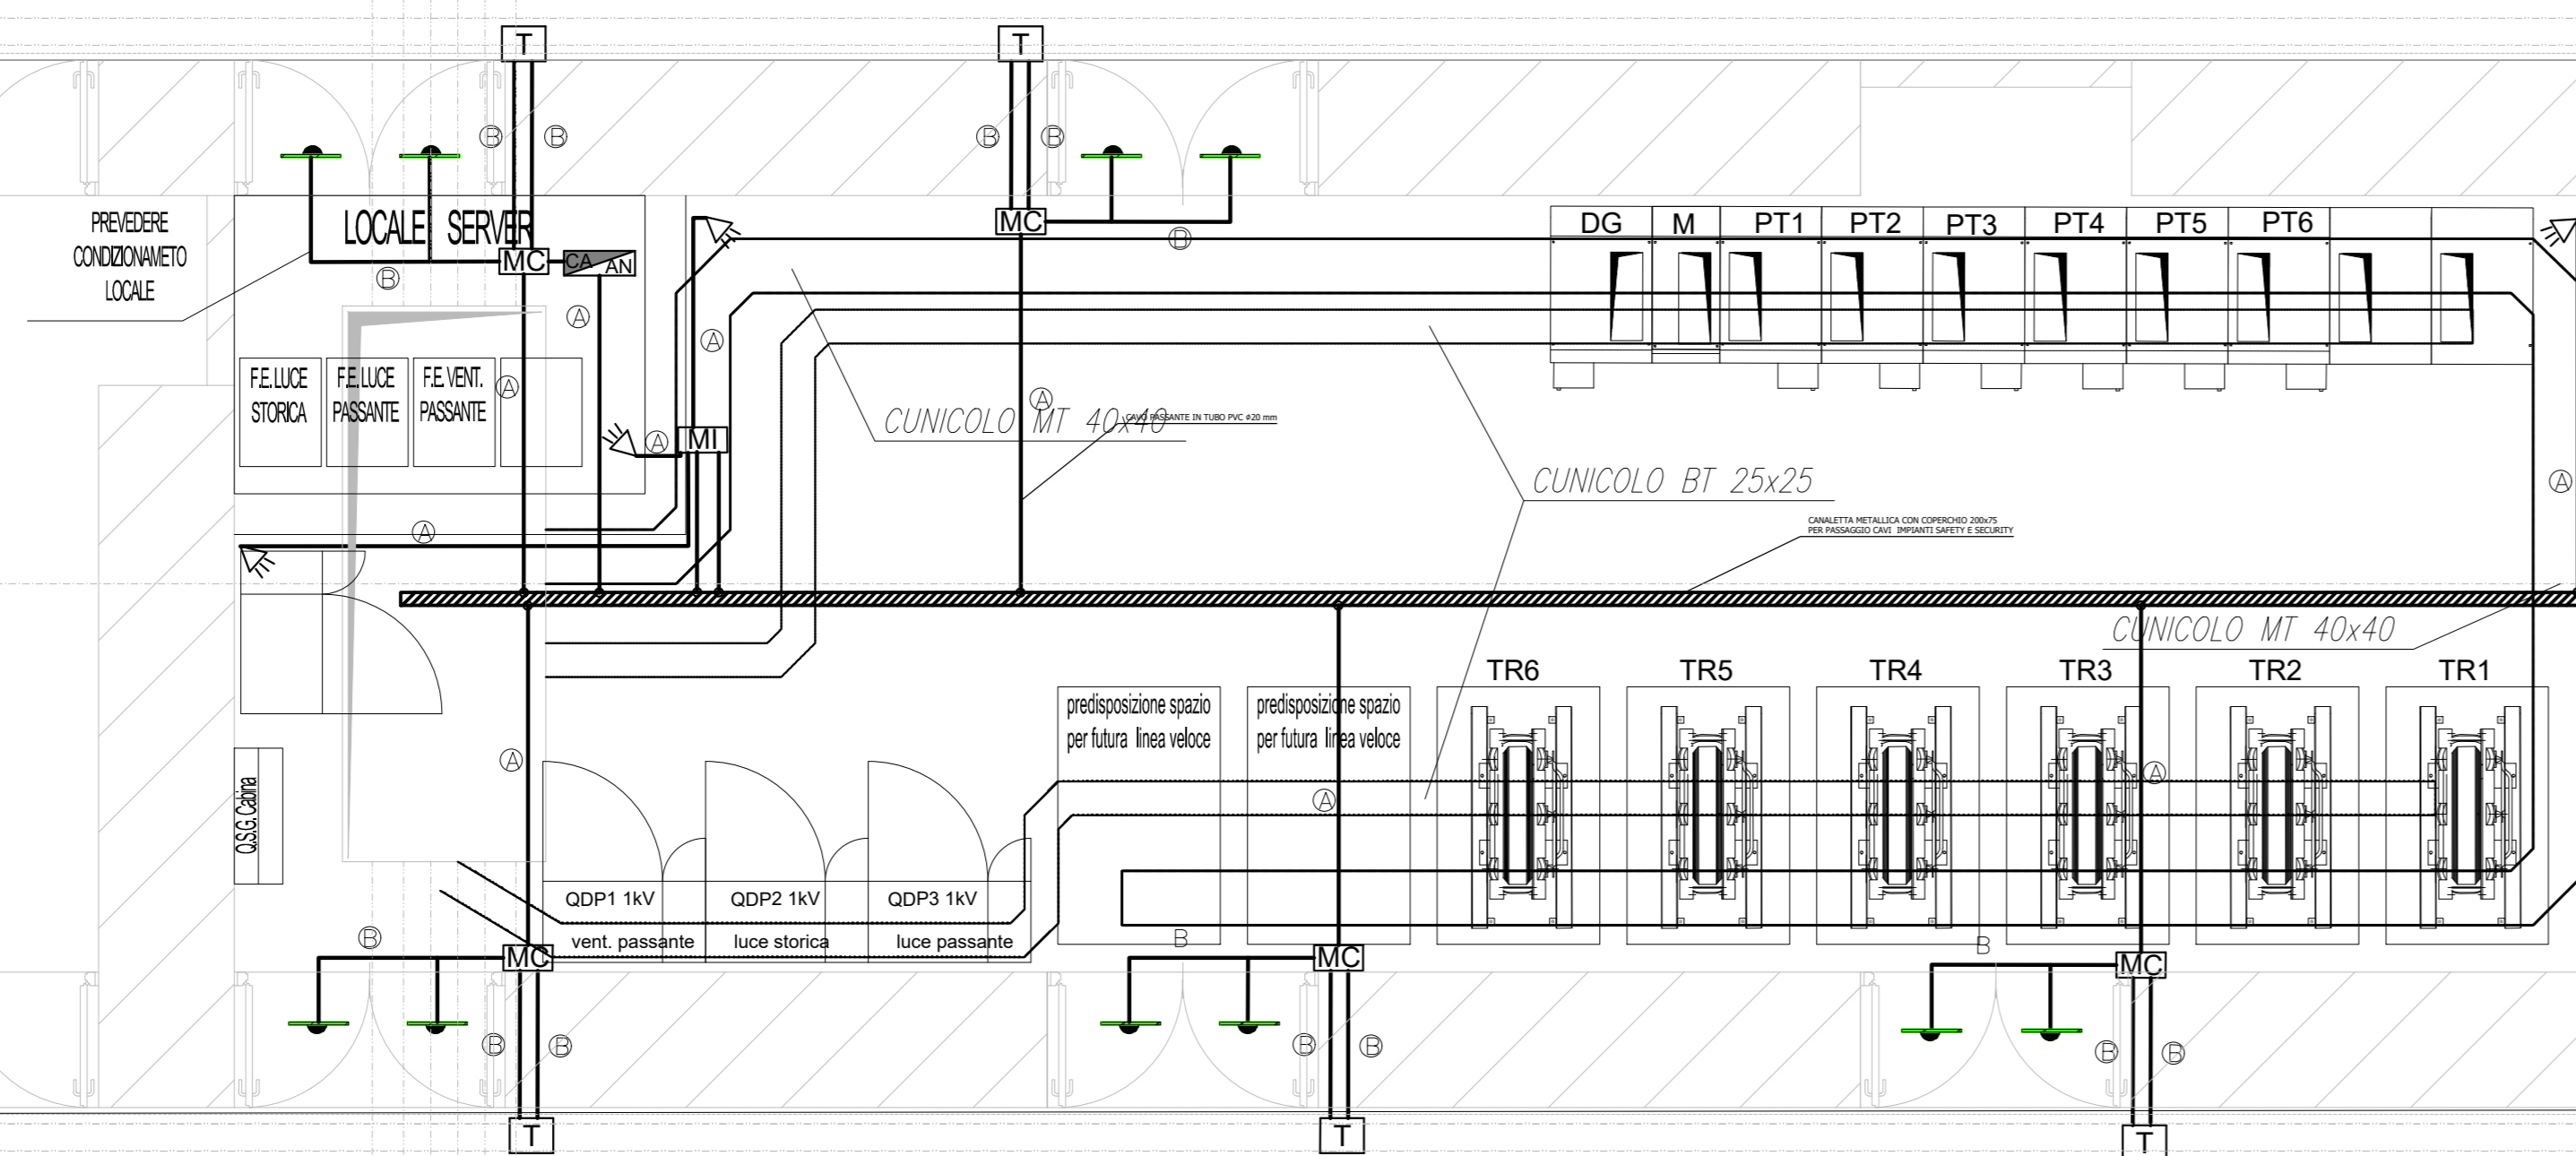 T
T
B
B
B
B
PREVEDERE
CONDIZIONAMETO
LOCALE
LOCALE SERVER
MC
CA
AN
B
MC
B
DG
M
PT1
PT2
PT3
PT4
PT5
PT6
A
A
F.E. LUCE
STORICA
F.E. LUCE
PASSANTE
F.E. VENT.
PASSANTE
A
MI
A
A
CUNICOLO MT 40x40
CAVO PASSANTE IN TUBO PVC ø20 mm
CUNICOLO BT 25x25
A
A
CANALETTA METALLICA CON COPERCHIO 200x75
PER PASSAGGIO CAVI IMPIANTI SAFETY E SECURITY
CUNICOLO MT 40x40
TR6
TR5
TR4
TR3
TR2
TR1
predisposizione spazio
per futura linea veloce
predisposizione spazio
per futura linea veloce
Q.S.G. Cabina
A
A
A
QDP1 1kV
QDP2 1kV
QDP3 1kV
vent. passante
luce storica
luce passante
B
MC
B
MC
B
MC
B
B
B
B
B
B
T
T
T